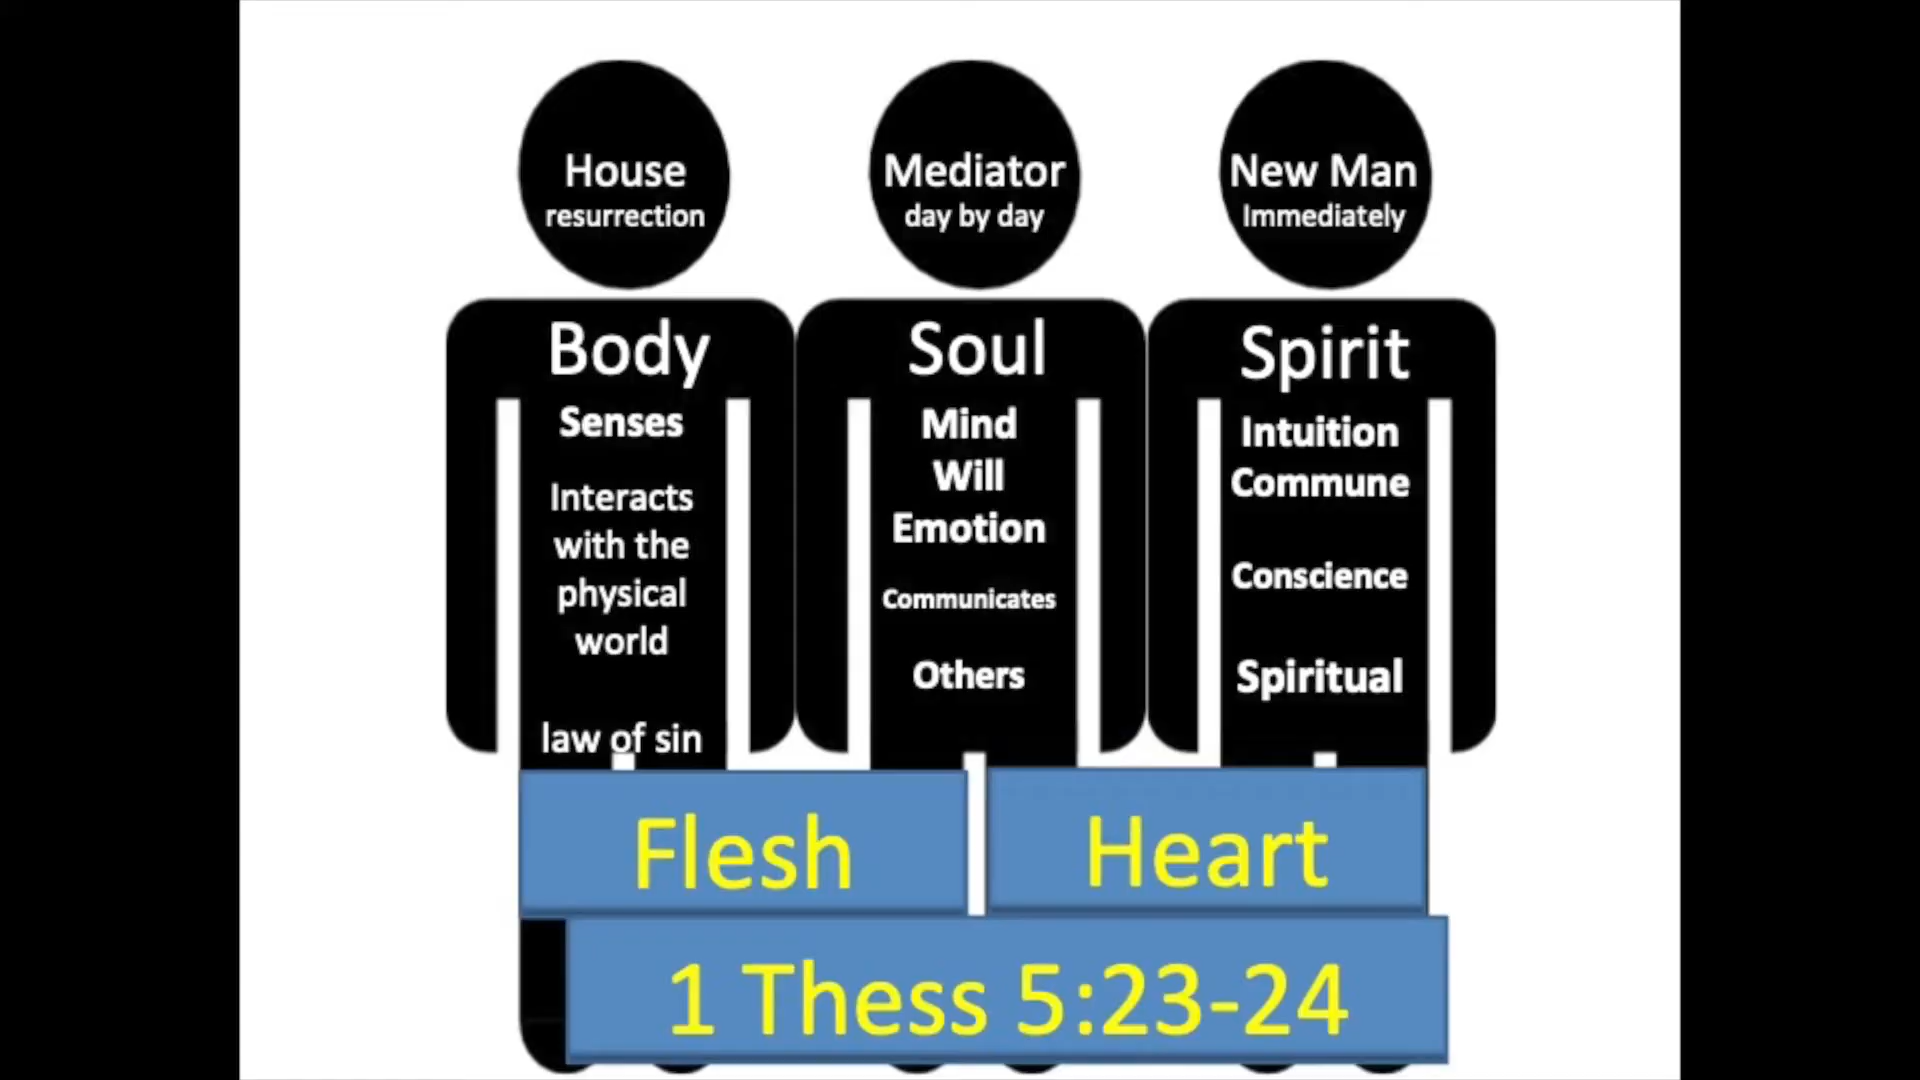 House
resurrection
Body
Senses
Interacts
with the
physical
world
law of sin
Mediator
day by day
Soul
Mind
Will
Emotion
Communicates
Others
New Man
Immediately
Spirit
Intuition
Commune
Conscience
Spiritual
Flesh
Heart
1 Thess 5:23-24